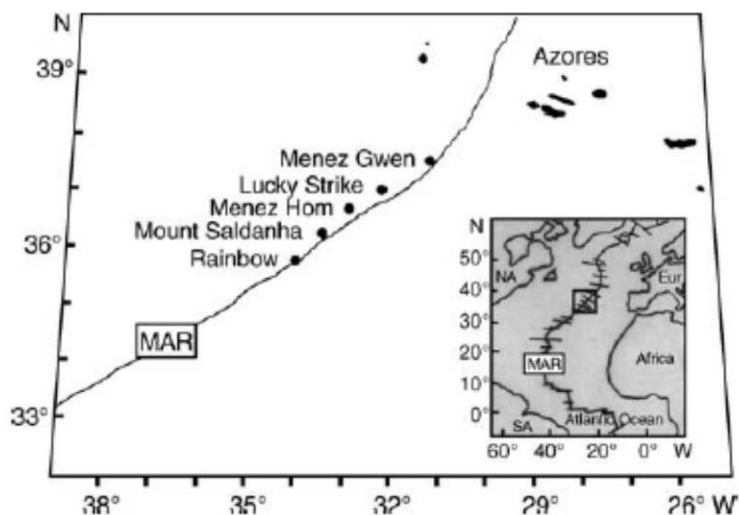 N
39°
Azores
Menez Gwen
Lucky Strike
Menez Hom
Mount Saldanha
36°
Rainbow
MAR
33°
38°
35°
32°
29°
26° W
N
50°
40°
30°
20°
10°
0°
NA
Eur.
MAR
Africa
SA
Atlantic Ocean
60°
40°
20°
0°
W